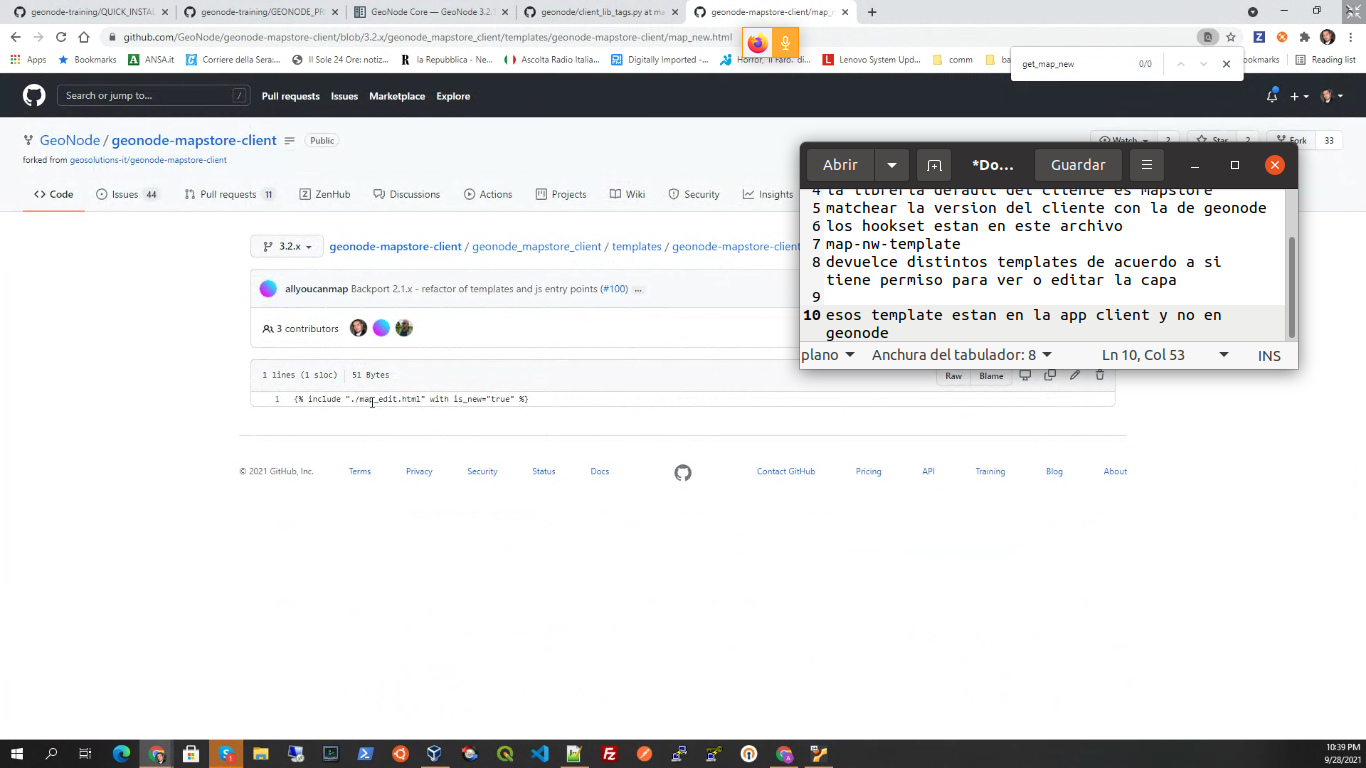 geonode-training/QUICK_INSTAL
geonode-training/GEONODE_PR
GeoNode Core — GeoNode 3.2.1
geonode/client_lib_tags.py at ma
geonode-mapstore-client/map_
github.com/GeoNode/geonode-mapstore-client/blob/3.2.x/geonode_mapstore_client/templates/geonode-mapstore-client/map_new.html
Apps
Bookmarks
ANSA.it
Corriere della Sera:...
Il Sole 24 Ore: notiz...
la Repubblica - Ne...
Ascolta Radio Italia...
Digitally Imported -...
Horror, Il Faro. di...
Lenovo System Upd...
comm
ba
ookmarks
Reading list
get_map_new
0/0
Search or jump to...
/
Pull requests
Issues
Marketplace
Explore
GeoNode / geonode-mapstore-client
Public
Watch
2
Star
2
Fork
33
forked from geosolutions-it/geonode-mapstore-client
Code
Issues 44
Pull requests 11
ZenHub
Discussions
Actions
Projects
Wiki
Security
Insights
3.2.x
geonode-mapstore-client / geonode_mapstore_client / templates / geonode-mapstore-client
allyoucanmap Backport 2.1.x - refactor of templates and js entry points (#100) ...
3 contributors
1 lines (1 sloc)
51 Bytes
Raw
Blame
1 {% include "./map_edit.html" with is_new="true" %}
© 2021 GitHub, Inc.
Terms
Privacy
Security
Status
Docs
Contact GitHub
Pricing
API
Training
Blog
About
Abrir
*Do...
Guardar
4 la libreria default del cliente es Mapstore
5 matchear la version del cliente con la de geonode
6 los hookset estan en este archivo
7 map-nw-template
8 devuelce distintos templates de acuerdo a si
tiene permiso para ver o editar la capa
9
10 esos template estan en la app client y no en
geonode
plano
Anchura del tabulador: 8
Ln 10, Col 53
INS
10:39 PM
9/28/2021